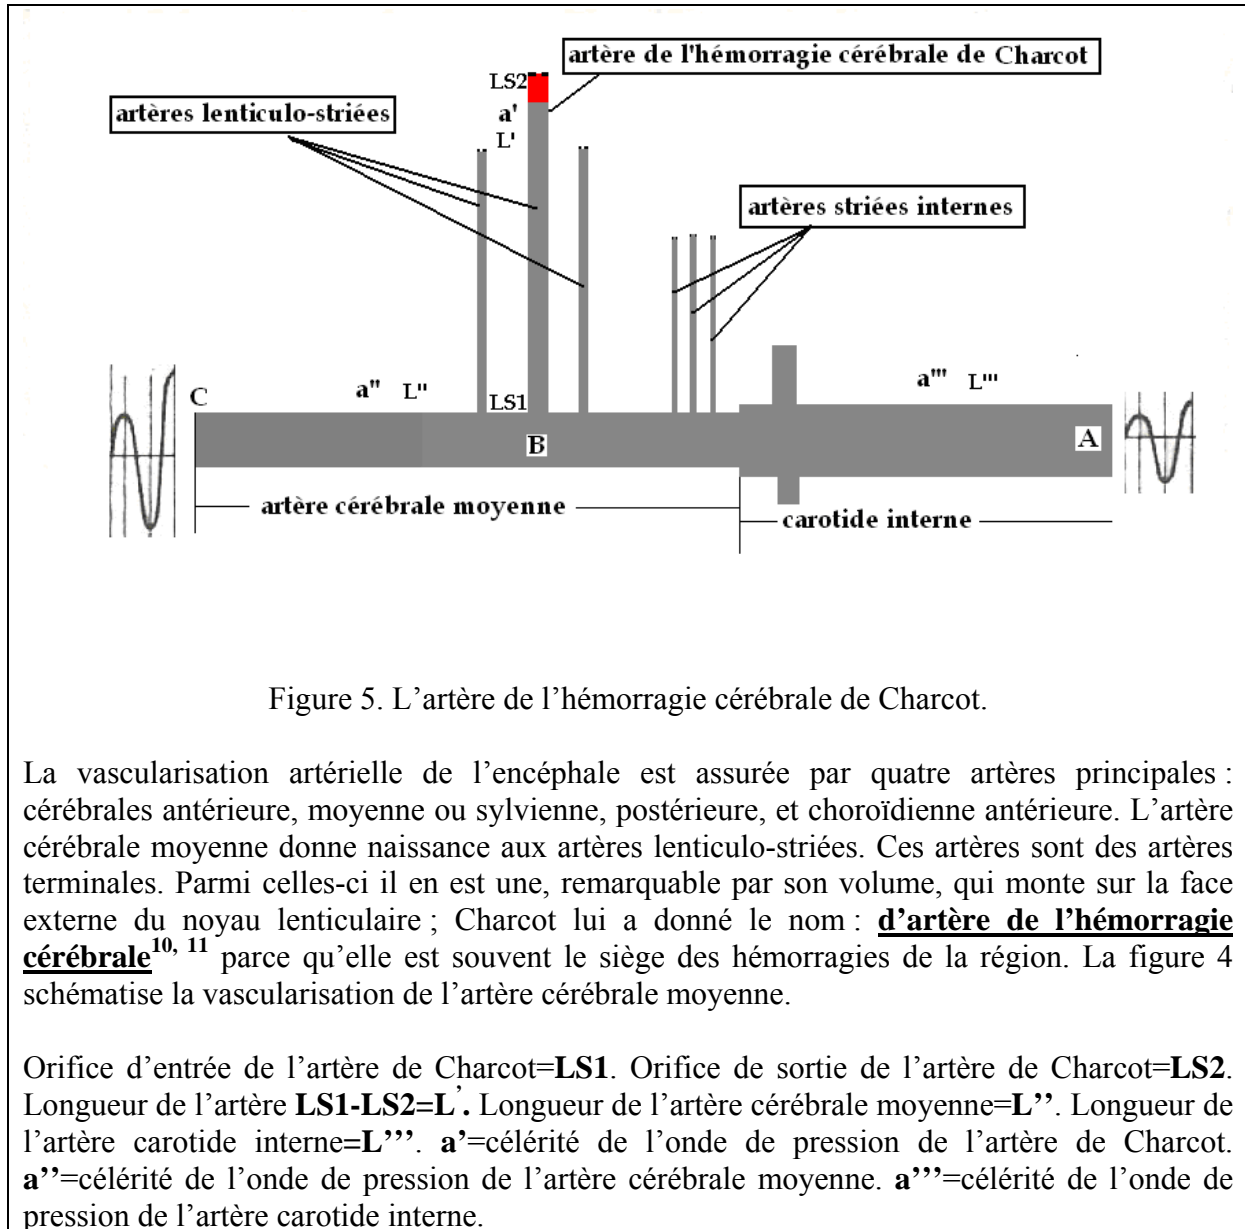 artère de l'hémorragie cérébrale de Charcot
LS2
artères lenticulo-striées
a'
L'
artères striées internes
a'' L''
LS1
a''' L'''
C
B
A
artère cérébrale moyenne
carotide interne
Figure 5. L’artère de l’hémorragie cérébrale de Charcot.
La vascularisation artérielle de l’encéphale est assurée par quatre artères principales :
cérébrales antérieure, moyenne ou sylvienne, postérieure, et choroïdienne antérieure. L’artère
cérébrale moyenne donne naissance aux artères lenticulo-striées. Ces artères sont des artères
terminales. Parmi celles-ci il en est une, remarquable par son volume, qui monte sur la face
externe du noyau lenticulaire ; Charcot lui a donné le nom : d’artère de l’hémorragie
cérébrale10, 11 parce qu’elle est souvent le siège des hémorragies de la région. La figure 4
schématise la vascularisation de l’artère cérébrale moyenne.
Orifice d’entrée de l’artère de Charcot=LS1. Orifice de sortie de l’artère de Charcot=LS2.
Longueur de l’artère LS1-LS2=L’. Longueur de l’artère cérébrale moyenne=L’’. Longueur de
l’artère carotide interne=L’’’. a’=célérité de l’onde de pression de l’artère de Charcot.
a’’=célérité de l’onde de pression de l’artère cérébrale moyenne. a’’’=célérité de l’onde de
pression de l’artère carotide interne.